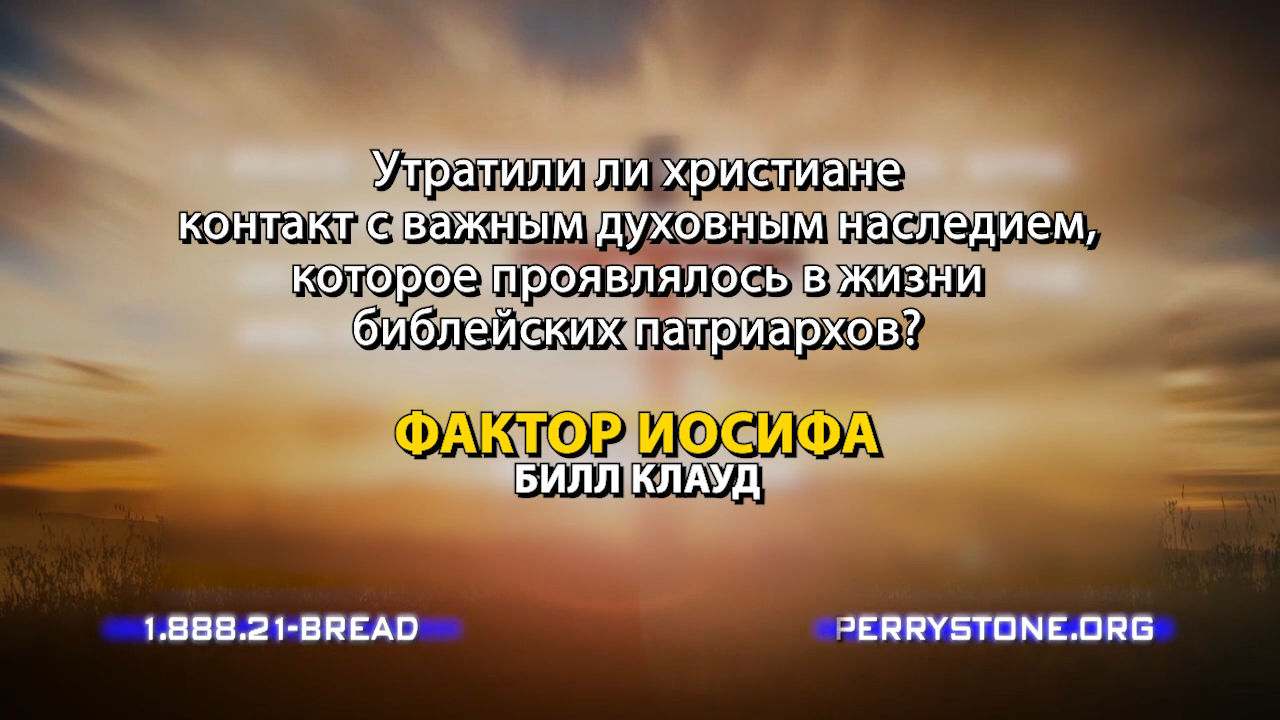 Утратили ли христиане
контакт с важным духовным наследием,
которое проявлялось в жизни
библейских патриархов?
ФАКТОР ИОСИФА
БИЛЛ КЛАУД
1.888.21-BREAD
PERRYSTONE.ORG